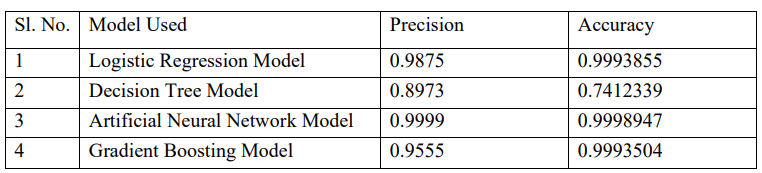 Sl. No. Model Used Precision Accuracy
1 Logistic Regression Model 0.9875 0.9993855
2 Decision Tree Model 0.8973 0.7412339
3 Artificial Neural Network Model 0.9999 0.9998947
4 Gradient Boosting Model 0.9555 0.9993504